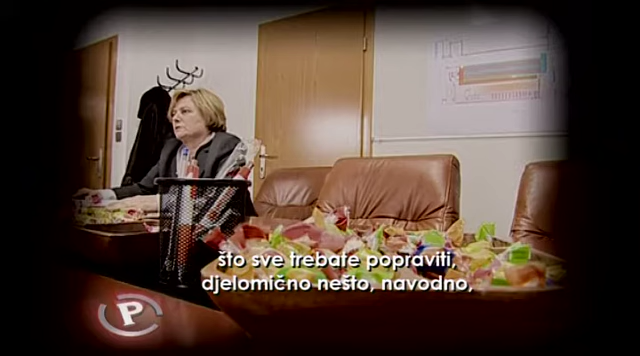 što sve trebate popraviti,
djelomično nešto, navodno,
P